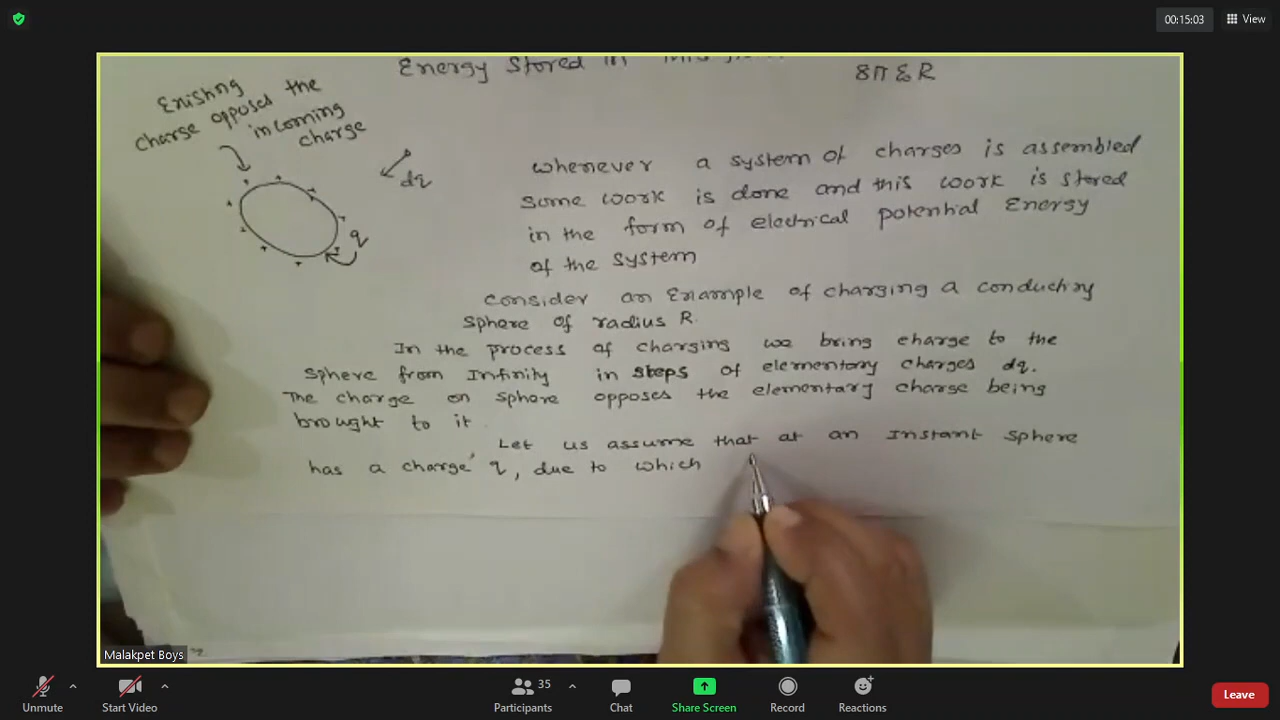 00:15:03
View
Energy Stored in
8πεR
Exishng
charge opposes the
incoming
charge
dq
q
whenever a system of charges is assembled
some work is done and this work is stored
in the form of electrical potential Energy
of the system
Consider an Example of charging a conducting
sphere of radius R.
In the process of charging we bring charge to the
sphere from Infinity in steps of elementary charges dq.
The charge on sphere opposes the elementary charge being
brought to it.
Let us assume that at an Instant sphere
has a charge q, due to which
Malakpet Boys
Unmute
Start Video
Participants
35
Chat
Share Screen
Record
Reactions
Leave